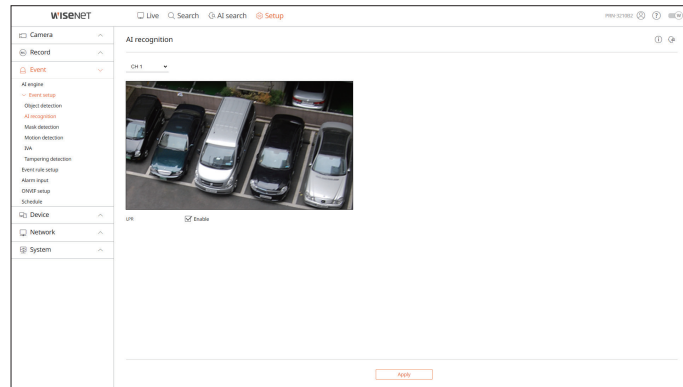 WISENET
Live Search AI search Setup
PRN-3210B2
Camera
Record
Event
AI engine
Event setup
Object detection
AI recognition
Mask detection
Motion detection
IVA
Tampering detection
Event rule setup
Alarm input
ONVIF setup
Schedule
Device
Network
System
AI recognition
CH 1
LPR Enable
Apply